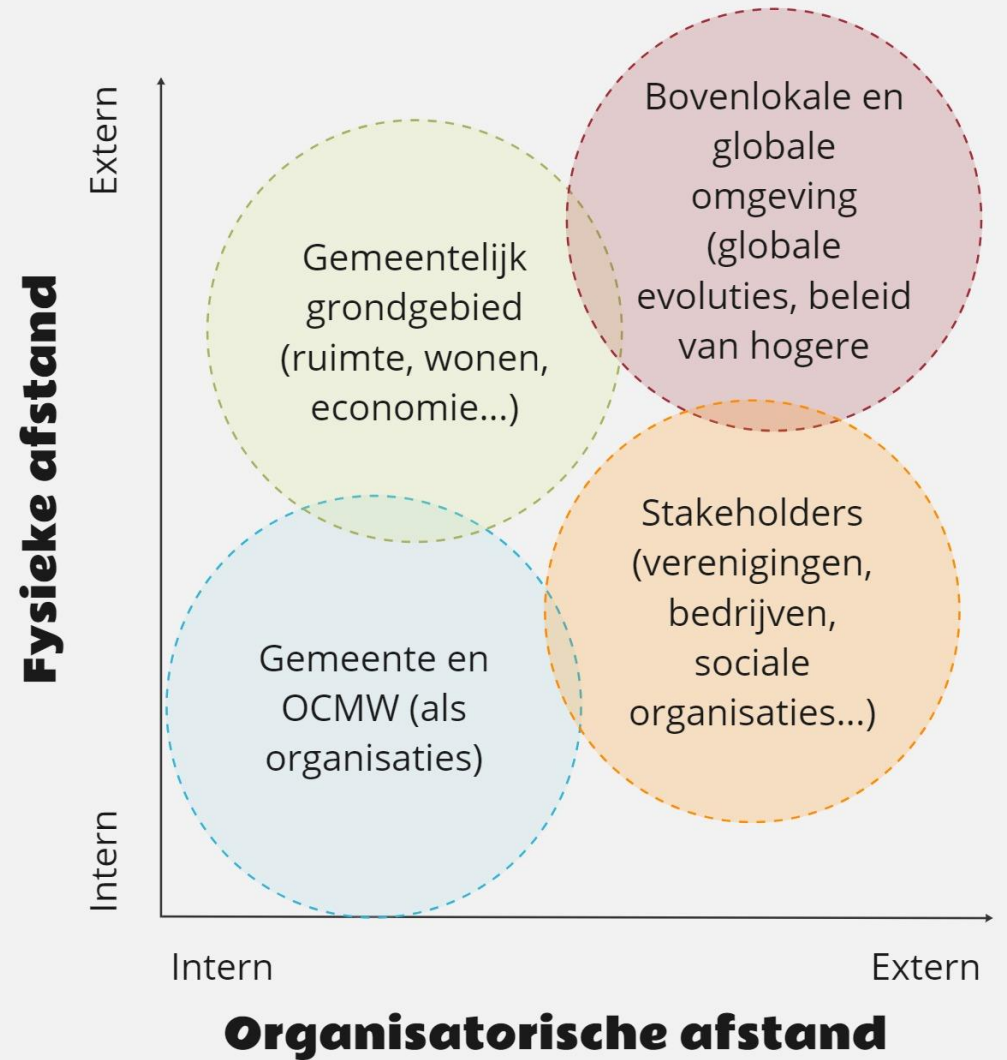 Fysieke afstand
Extern
Intern
Bovenlokale en
globale
omgeving
(globale
evoluties, beleid
van hogere
Gemeentelijk
grondgebied
(ruimte, wonen,
economie...)
Stakeholders
(verenigingen,
bedrijven,
sociale
organisaties...)
Gemeente en
OCMW (als
organisaties)
Intern
Extern
Organisatorische afstand